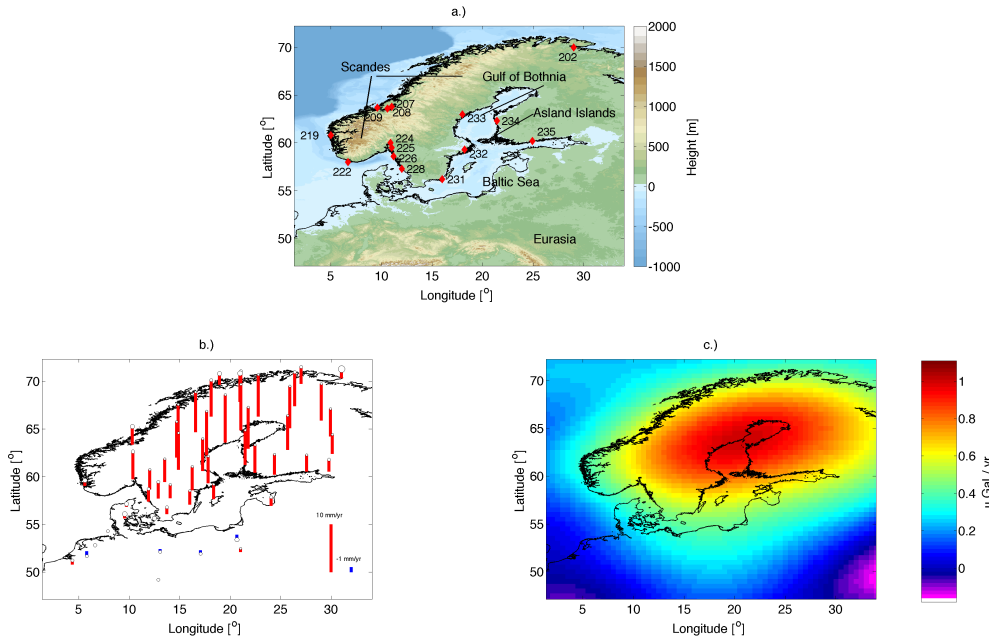 a.)
70
65
60
55
50
Latitude [o]
5 10 15 20 25 30
Longitude [o]
Scandes
Gulf of Bothnia
Asland Islands
Baltic Sea
Eurasia
202
207
208
209
219
222
224
225
226
228
231
232
233
234
235
2000
1500
1000
500
0
-500
-1000
Height [m]
b.)
70
65
60
55
50
Latitude [o]
5 10 15 20 25 30
Longitude [o]
10 mm/yr
-1 mm/yr
c.)
70
65
60
55
50
Latitude [o]
5 10 15 20 25 30
Longitude [o]
1
0.8
0.6
0.4
0.2
0
μ Gal / yr